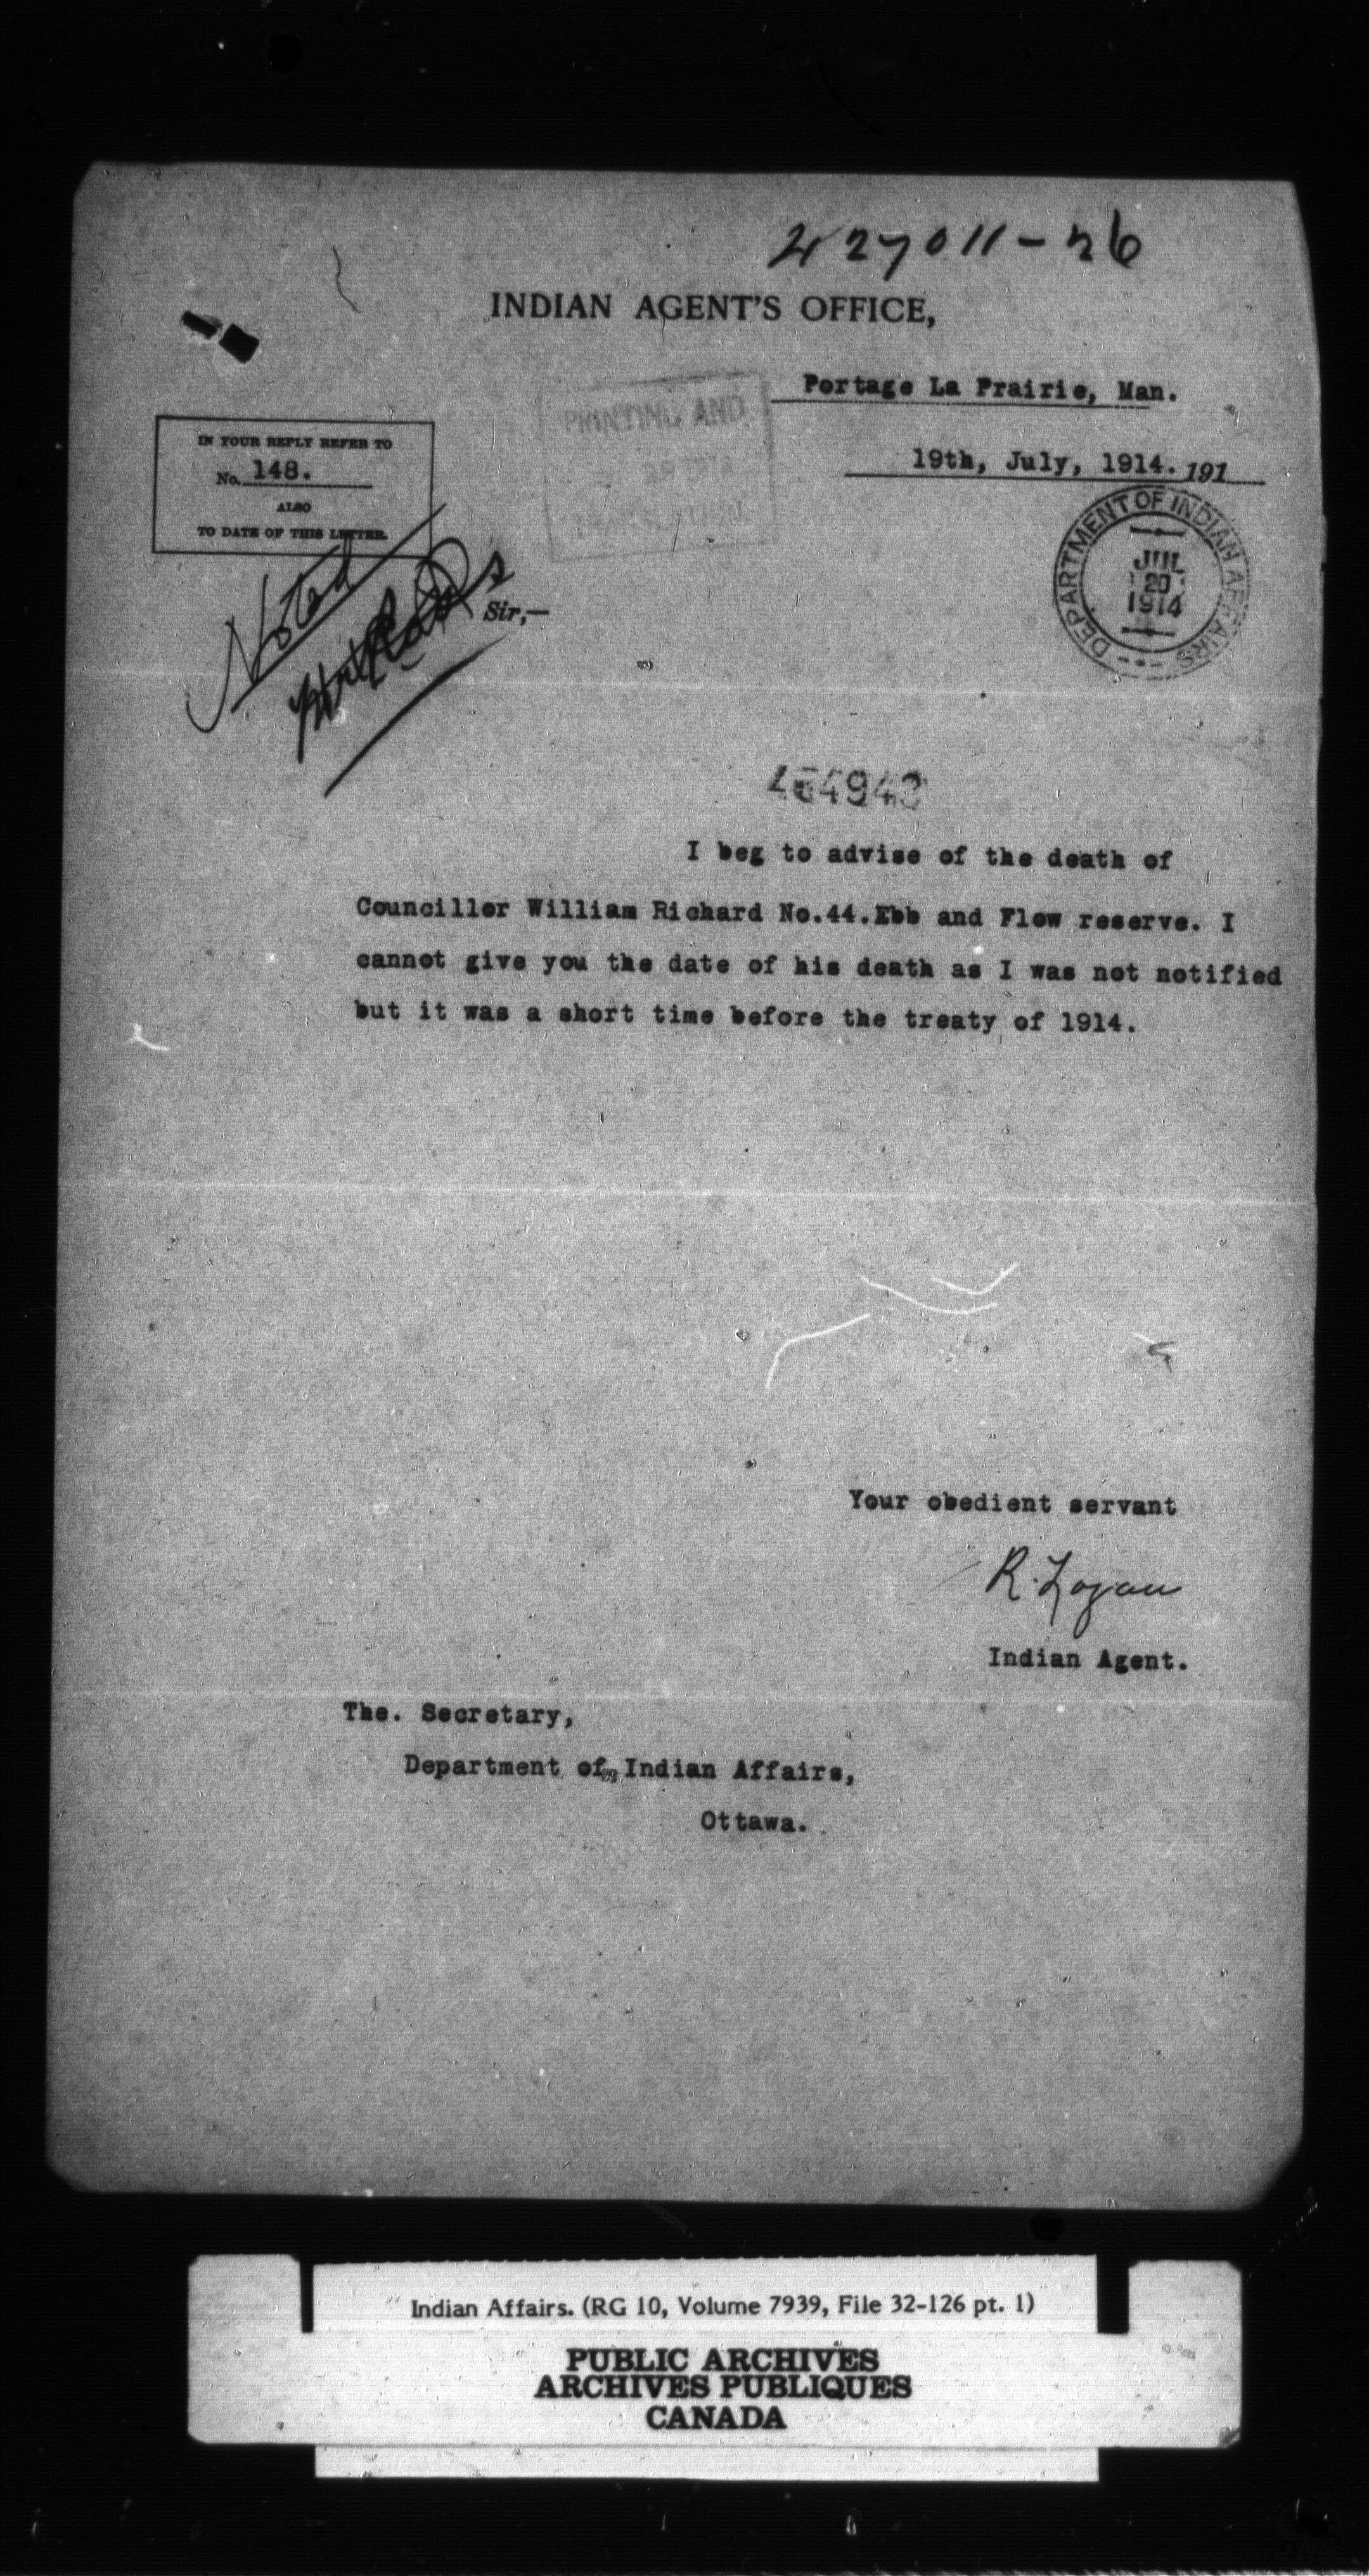 427011-26
INDIAN AGENT'S OFFICE,
Portage La Prairie, Man.
19th, July, 1914. 191
IN YOUR REPLY REFER TO
No. 148.
ALSO
TO DATE OF THIS LETTER.
PRINTING AND
DEPARTMENT OF INDIAN AFFAIRS
JUL
20
1914
Noted
Sir,—
I beg to advise of the death of
Councillor William Richard No.44.Ebb and Flow reserve. I
cannot give you the date of his death as I was not notified
but it was a short time before the treaty of 1914.
Your obedient servant
R. Logan
Indian Agent.
The. Secretary,
Department of Indian Affairs,
Ottawa.
Indian Affairs. (RG 10, Volume 7939, File 32-126 pt. 1)
PUBLIC ARCHIVES
ARCHIVES PUBLIQUES
CANADA